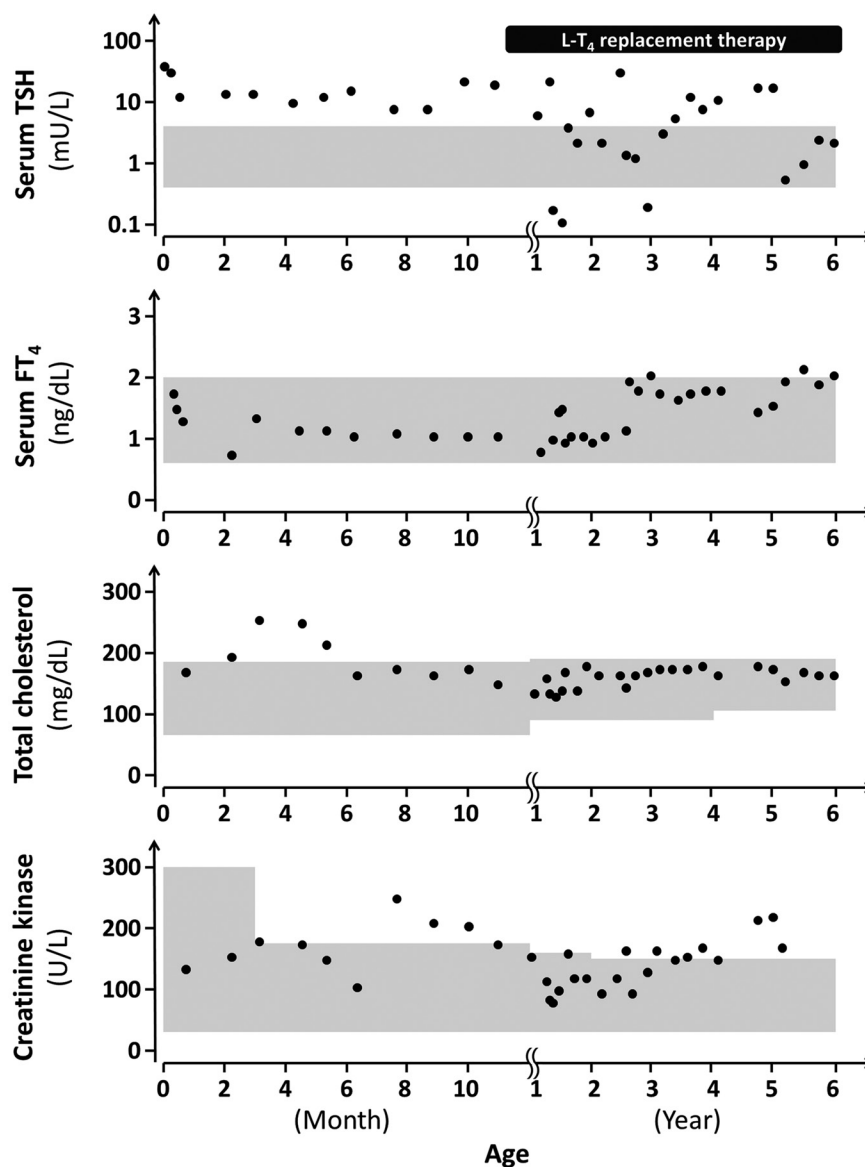 L-T4 replacement therapy
Serum TSH
(mU/L)
100
10
1
0.1
0 2 4 6 8 10 1 2 3 4 5 6
Serum FT4
(ng/dL)
3
2
1
0
0 2 4 6 8 10 1 2 3 4 5 6
Total cholesterol
(mg/dL)
300
200
100
0
0 2 4 6 8 10 1 2 3 4 5 6
Creatinine kinase
(U/L)
300
200
100
0
0 2 4 6 8 10 1 2 3 4 5 6
(Month) (Year)
Age